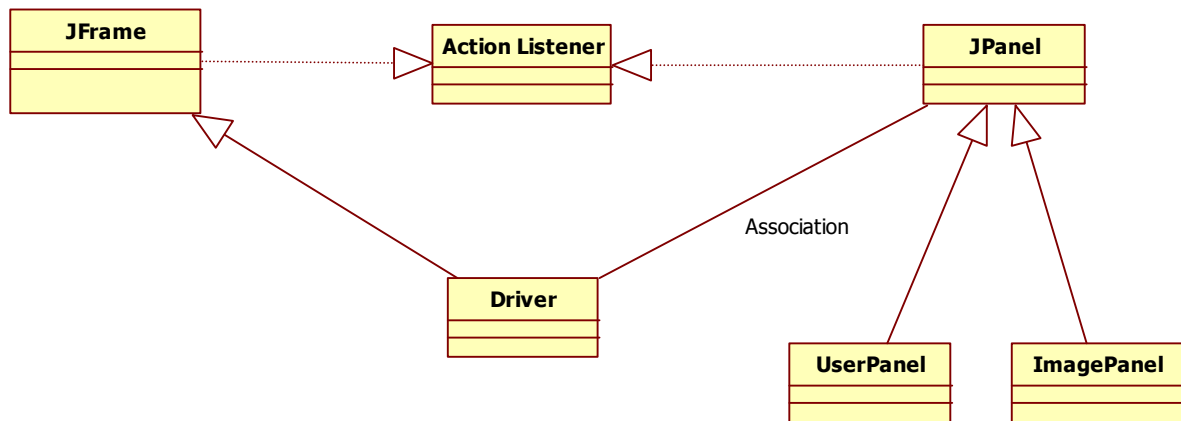 JFrame
Action Listener
JPanel
Association
Driver
UserPanel
ImagePanel